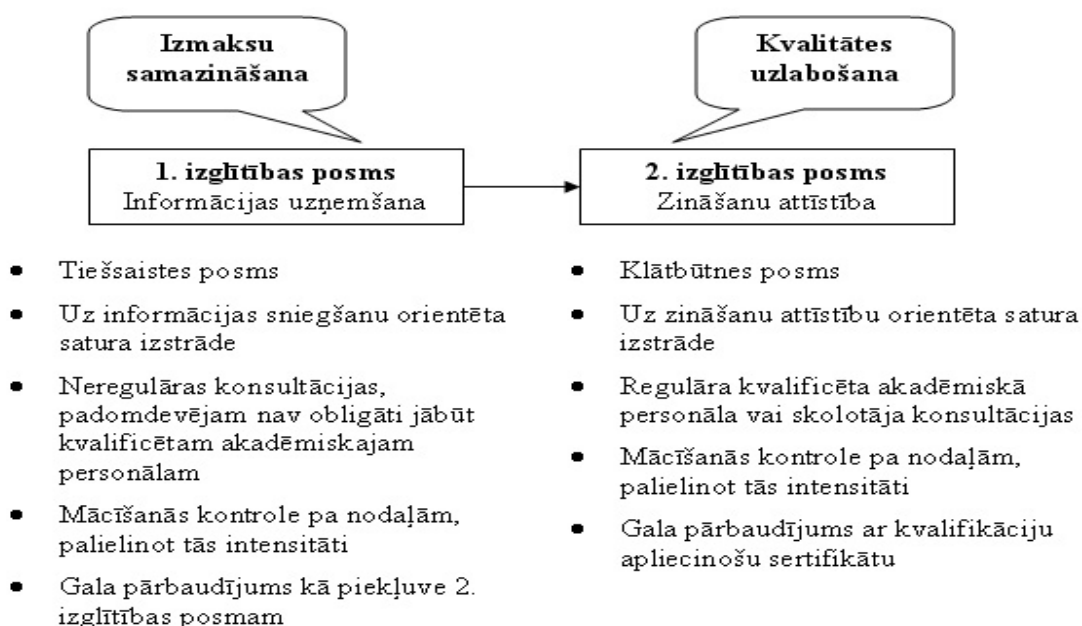 Izmaksu
samazināšana
Kvalitātes
uzlabošana
1. izglītības posms
Informācijas uzņemšana
2. izglītības posms
Zināšanu attīstība
• Tiešsaistes posms
• Uz informācijas sniegšanu orientēta
satura izstrāde
• Neregulāras konsultācijas,
padomdevējam nav obligāti jābūt
kvalificētam akadēmiskajam
personālam
• Mācīšanās kontrole pa nodaļām,
palielinot tās intensitāti
• Gala pārbaudījums kā piekļuve 2.
izglītības posmam
• Klātbūtnes posms
• Uz zināšanu attīstību orientēta satura
izstrāde
• Regulāra kvalificēta akadēmiskā
personāla vai skolotāja konsultācijas
• Mācīšanās kontrole pa nodaļām,
palielinot tās intensitāti
• Gala pārbaudījums ar kvalifikāciju
apliecinošu sertifikātu